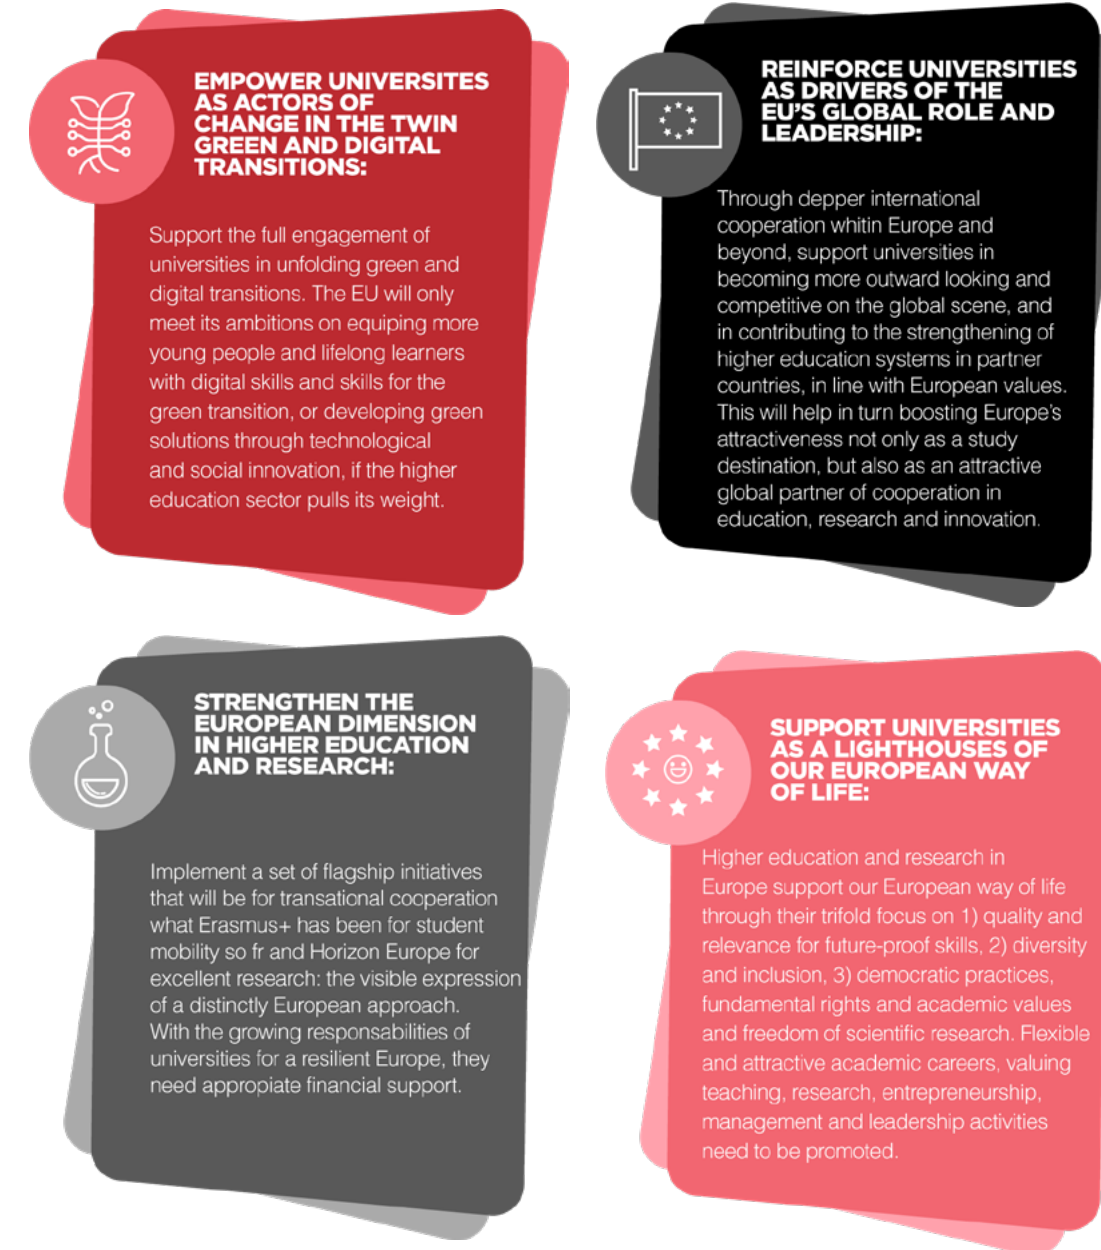 EMPOWER UNIVERSITES
AS ACTORS OF
CHANGE IN THE TWIN
GREEN AND DIGITAL
TRANSITIONS:
Support the full engagement of
universities in unfolding green and
digital transitions. The EU will only
meet its ambitions on equiping more
young people and lifelong learners
with digital skills and skills for the
green transition, or developing green
solutions through technological
and social innovation, if the higher
education sector pulls its weight.
REINFORCE UNIVERSITIES
AS DRIVERS OF THE
EU'S GLOBAL ROLE AND
LEADERSHIP:
Through depper international
cooperation whitin Europe and
beyond, support universities in
becoming more outward looking and
competitive on the global scene, and
in contributing to the strengthening of
higher education systems in partner
countries, in line with European values.
This will help in turn boosting Europe's
attractiveness not only as a study
destination, but also as an attractive
global partner of cooperation in
education, research and innovation.
STRENGTHEN THE
EUROPEAN DIMENSION
IN HIGHER EDUCATION
AND RESEARCH:
Implement a set of flagship initiatives
that will be for transational cooperation
what Erasmus+ has been for student
mobility so fr and Horizon Europe for
excellent research: the visible expression
of a distinctly European approach.
With the growing responsabilities of
universities for a resilient Europe, they
need appropiate financial support.
SUPPORT UNIVERSITIES
AS A LIGHTHOUSES OF
OUR EUROPEAN WAY
OF LIFE:
Higher education and research in
Europe support our European way of life
through their trifold focus on 1) quality and
relevance for future-proof skills, 2) diversity
and inclusion, 3) democratic practices,
fundamental rights and academic values
and freedom of scientific research. Flexible
and attractive academic careers, valuing
teaching, research, entrepreneurship,
management and leadership activities
need to be promoted.